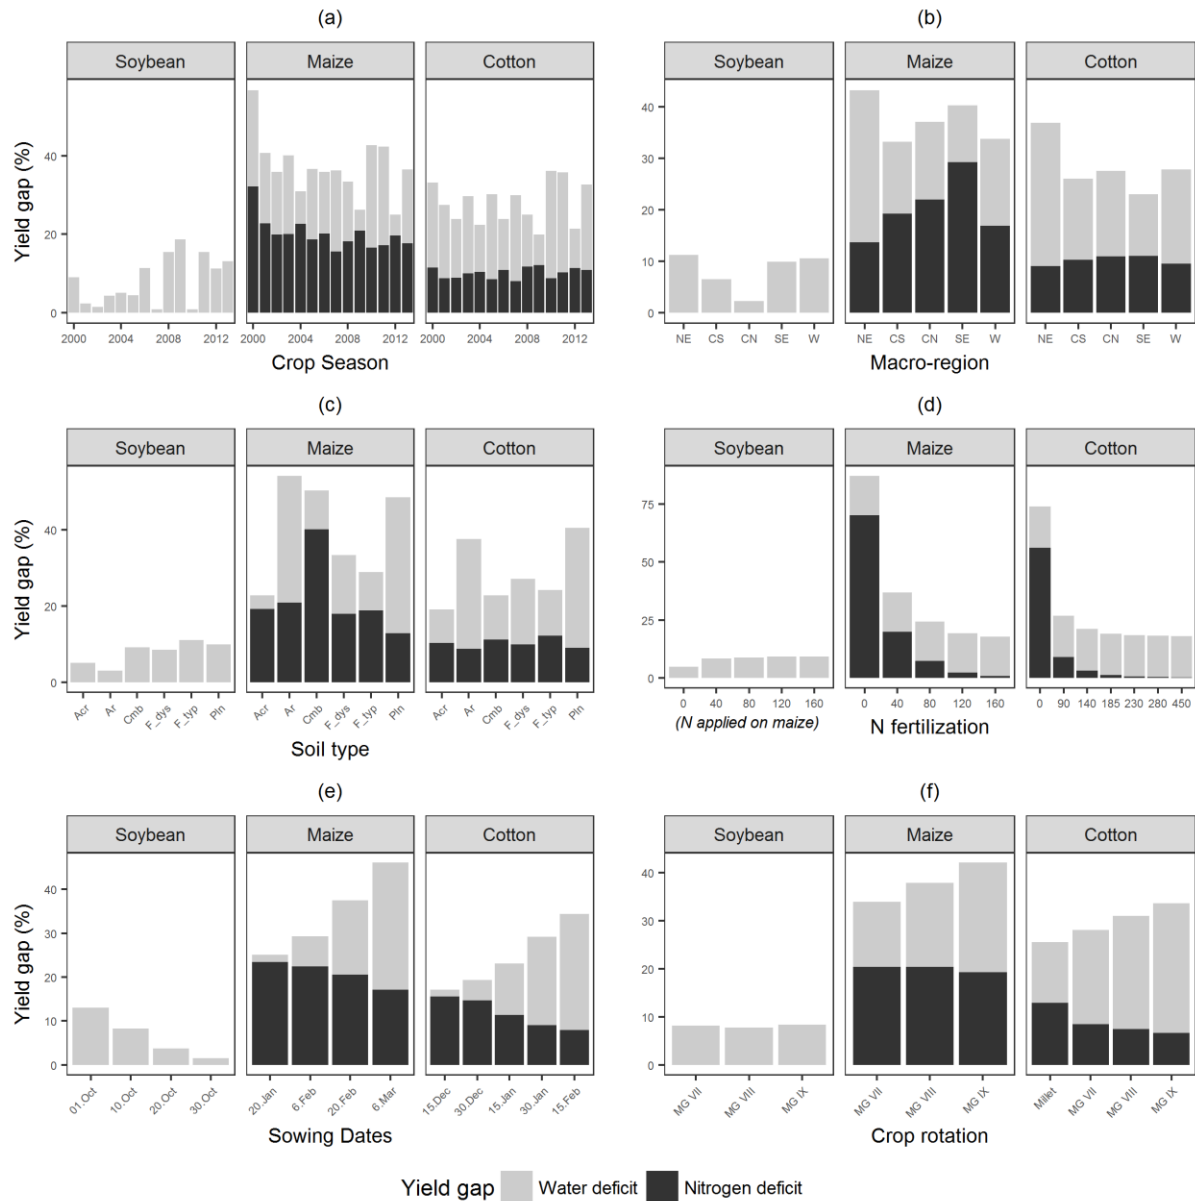 (a)
Soybean Maize Cotton
Yield gap (%)
40
20
0
2000 2004 2008 2012 2000 2004 2008 2012 2000 2004 2008 2012
Crop Season
(b)
Soybean Maize Cotton
40
30
20
10
0
NE CS CN SE W NE CS CN SE W NE CS CN SE W
Macro-region
(c)
Soybean Maize Cotton
Yield gap (%)
40
20
0
Acr Ar Cmb F_dys F_typ Pln Acr Ar Cmb F_dys F_typ Pln Acr Ar Cmb F_dys F_typ Pln
Soil type
(d)
Soybean Maize Cotton
75
50
25
0
0 40 80 120 160 0 40 80 120 160 0 90 140 185 230 280 450
(N applied on maize)
N fertilization
(e)
Soybean Maize Cotton
Yield gap (%)
40
30
20
10
0
01.Oct 10.Oct 20.Oct 30.Oct 20.Jan 6.Feb 20.Feb 6.Mar 15.Dec 30.Dec 15.Jan 30.Jan 15.Feb
Sowing Dates
(f)
Soybean Maize Cotton
40
30
20
10
0
MG VII MG VIII MG IX MG VII MG VIII MG IX Millet MG VII MG VIII MG IX
Crop rotation
Yield gap Water deficit Nitrogen deficit